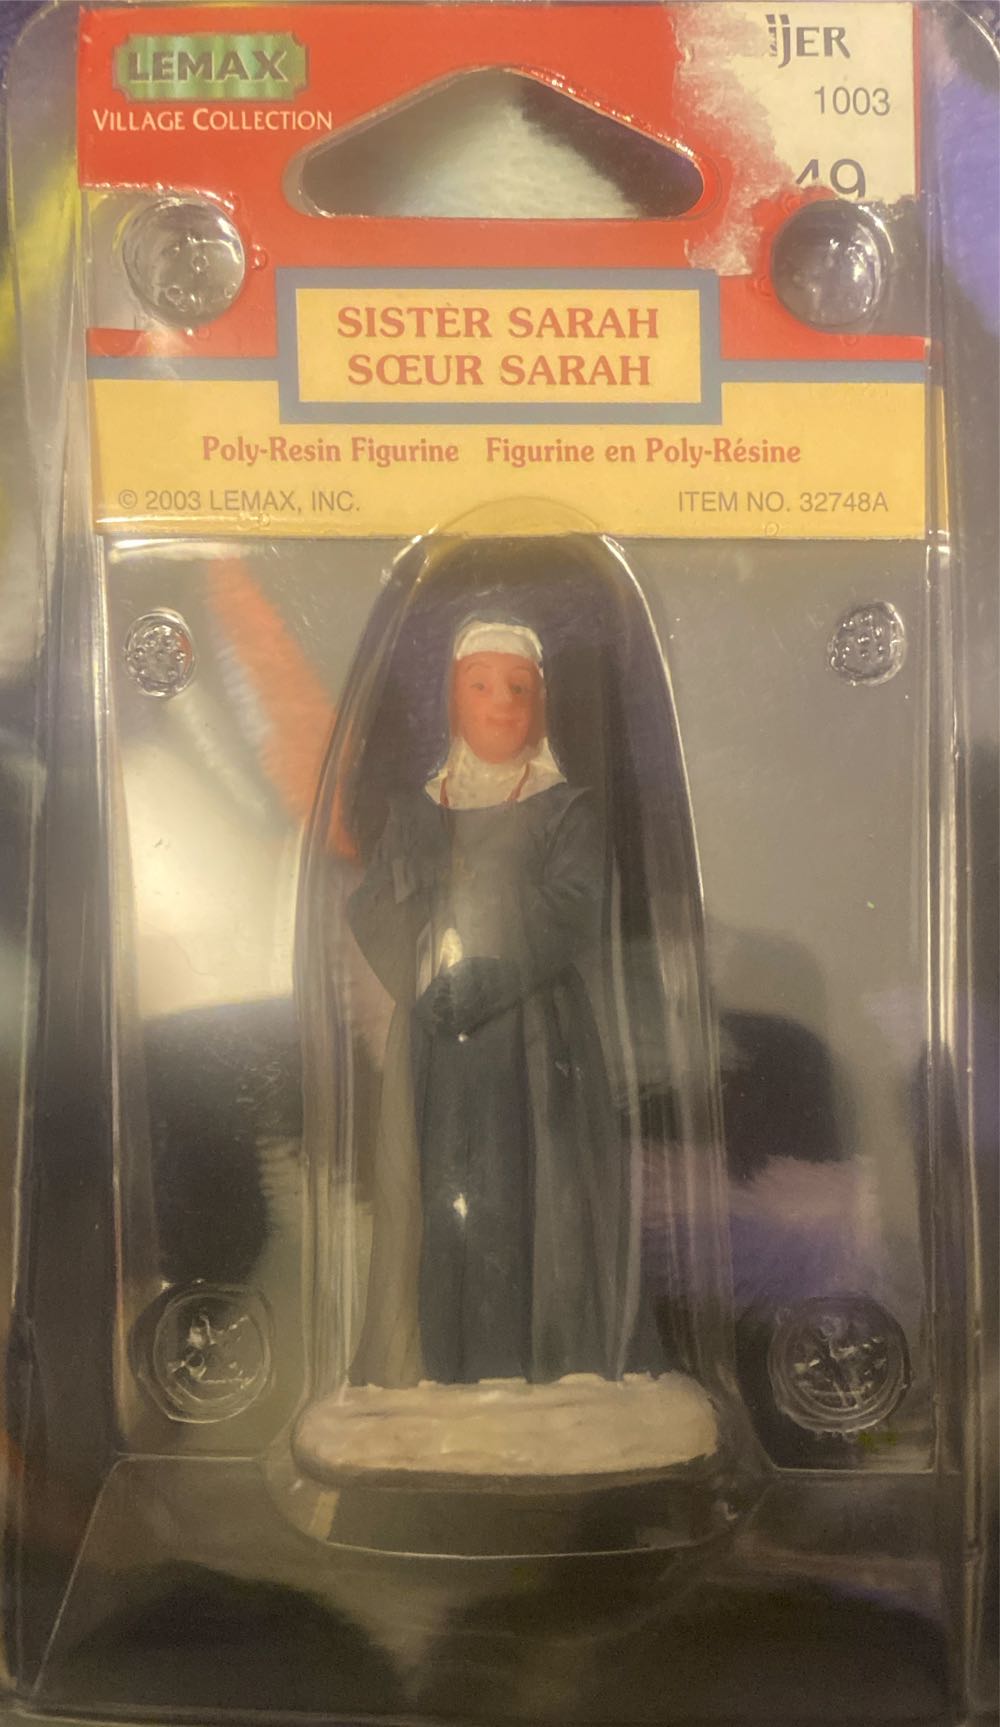 LEMAX
VILLAGE COLLECTION
IJER
1003
49
SISTER SARAH
SŒUR SARAH
Poly-Resin Figurine Figurine en Poly-Résine
© 2003 LEMAX, INC. ITEM NO. 32748A